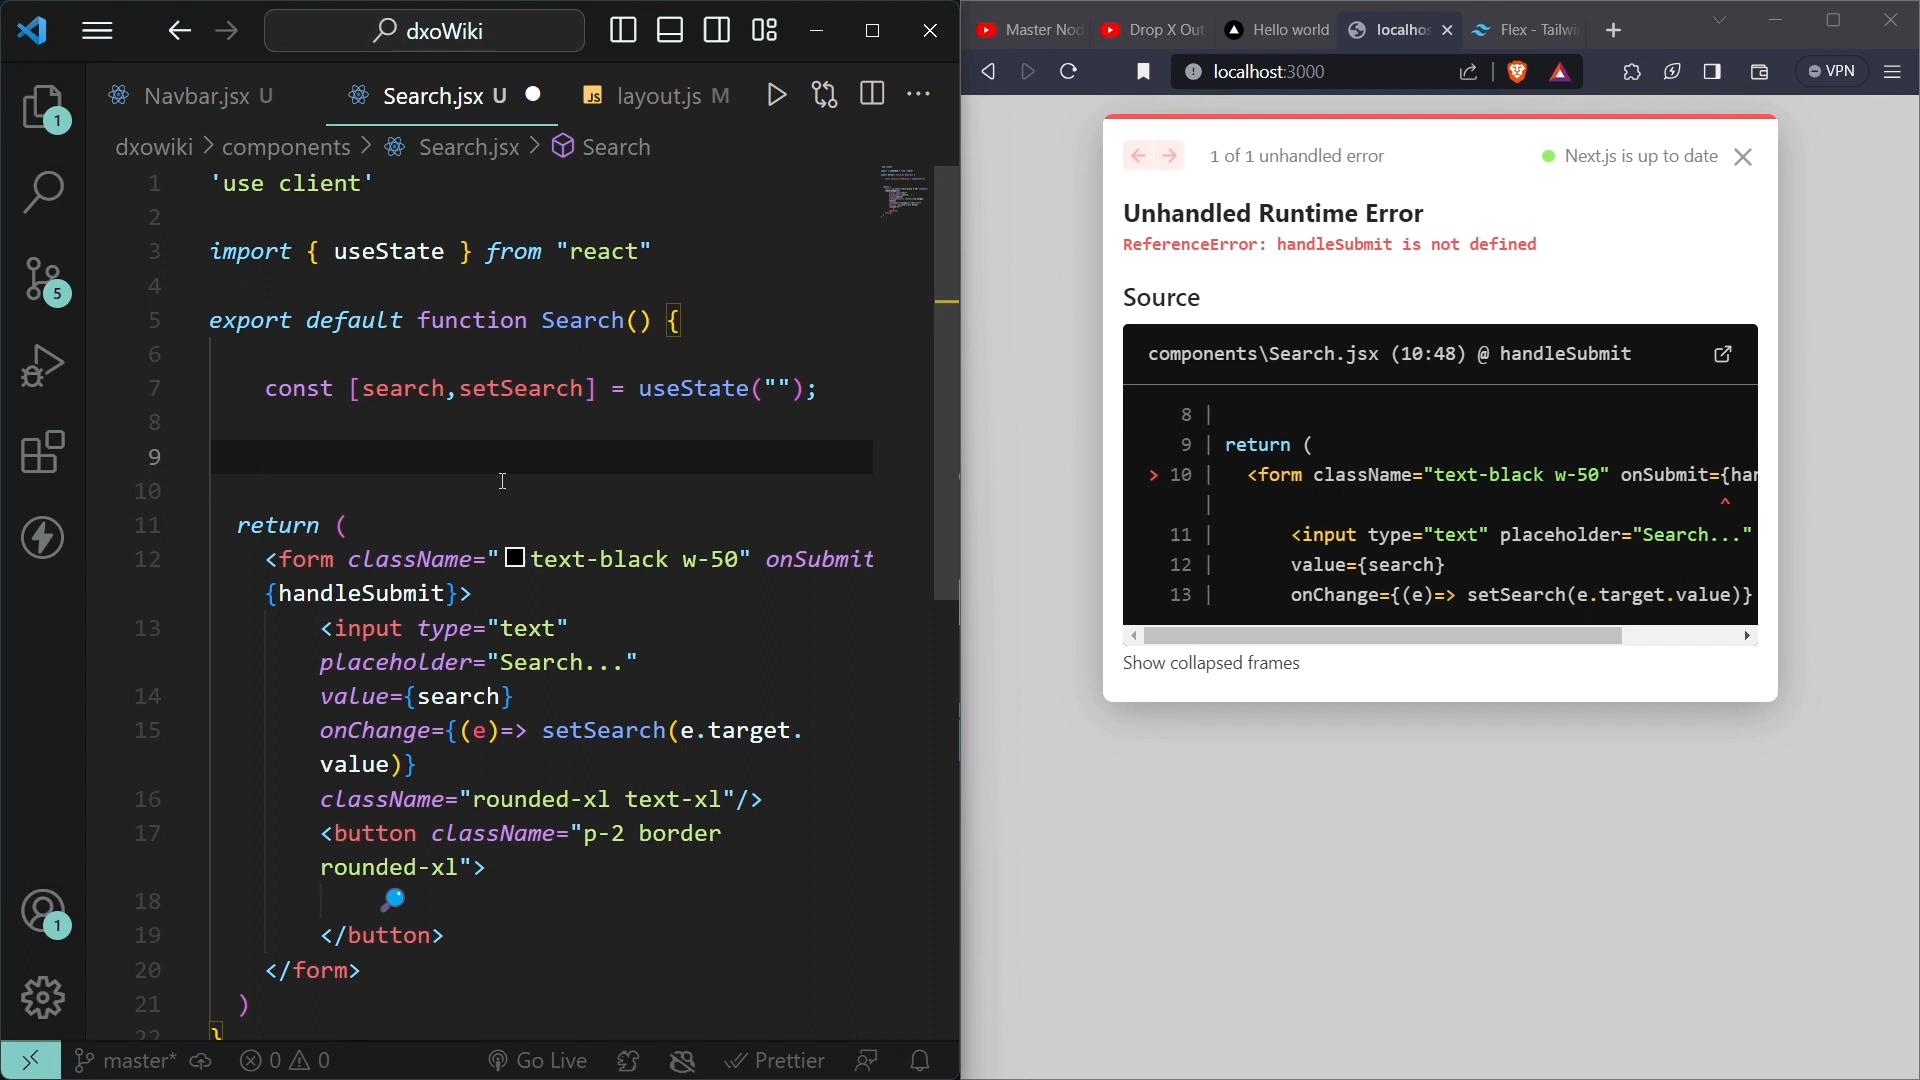 dxoWiki
Navbar.jsx U
Search.jsx U
JS layout.js M
dxowiki > components > Search.jsx > Search
1 'use client'
2
3 import { useState } from "react"
4
5 export default function Search() {
6
7 const [search,setSearch] = useState("");
8
9
10
11 return (
12 <form className="text-black w-50" onSubmit
{handleSubmit}>
13 <input type="text"
placeholder="Search..."
14 value={search}
15 onChange={(e)=> setSearch(e.target.
value)}
16 className="rounded-xl text-xl"/>
17 <button className="p-2 border
rounded-xl">
18
19 </button>
20 </form>
21 )
22 }
1
5
1
master* 0 0 Go Live Prettier
Master Nod
Drop X Out
Hello world
localhos
Flex - Tailwi
localhost:3000
VPN
1 of 1 unhandled error
Next.js is up to date
Unhandled Runtime Error
ReferenceError: handleSubmit is not defined
Source
components\Search.jsx (10:48) @ handleSubmit
8 |
9 | return (
> 10 | <form className="text-black w-50" onSubmit={han
| ^
11 | <input type="text" placeholder="Search..."
12 | value={search}
13 | onChange={(e)=> setSearch(e.target.value)}
Show collapsed frames